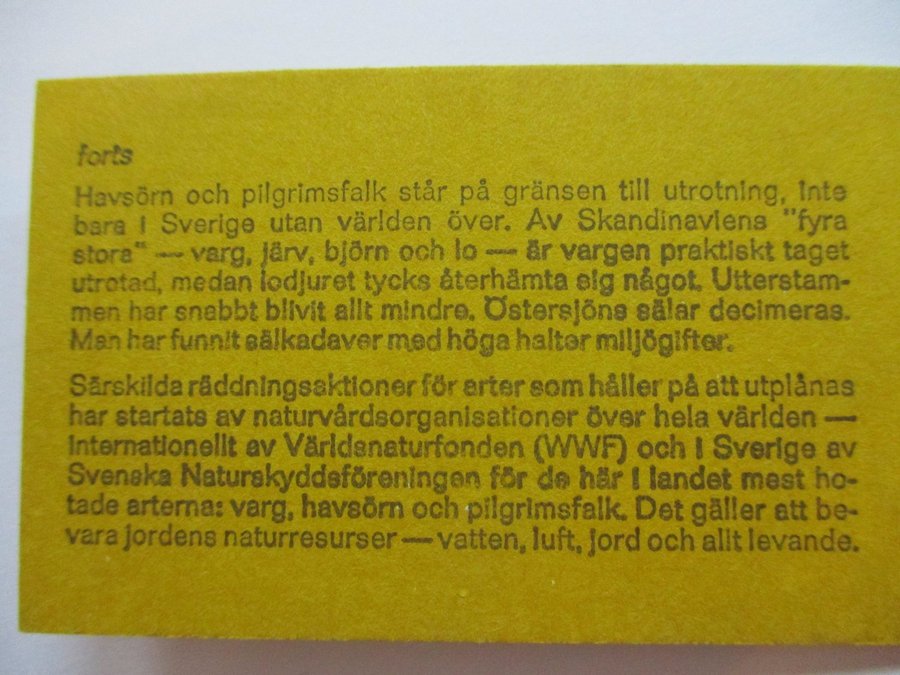 forts
Havsörn och pilgrimsfalk står på gränsen till utrotning, inte
bara i Sverige utan världen över. Av Skandinaviens "fyra
stora" — varg, järv, björn och lo — är vargen praktiskt taget
utrotad, medan lodjuret tycks återhämta sig något. Utterstam-
men har snabbt blivit allt mindre. Östersjöns sälar decimeras.
Man har funnit sälkadaver med höga halter miljögifter.
Särskilda räddningsaktioner för arter som håller på att utplånas
har startats av naturvårdsorganisationer över hela världen —
internationellt av Världsnaturfonden (WWF) och i Sverige av
Svenska Naturskyddsföreningen för de här i landet mest ho-
tade arterna: varg, havsörn och pilgrimsfalk. Det gäller att be-
vara jordens naturresurser — vatten, luft, jord och allt levande.